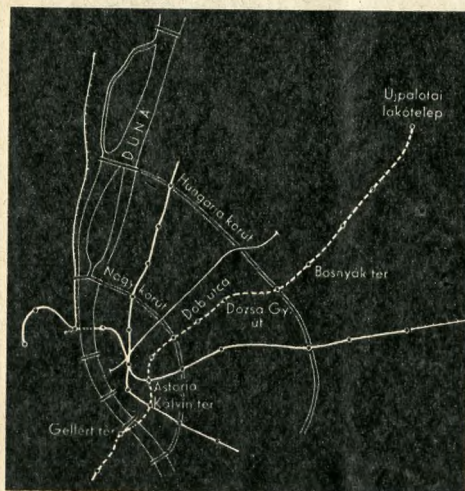 Újpalotai
lakótelep
DUNA
Hungária körút
Bosnyák tér
Nagykörút
Dob utca
Dózsa Gy.
út
Astoria
Kálvin tér
Gellért tér